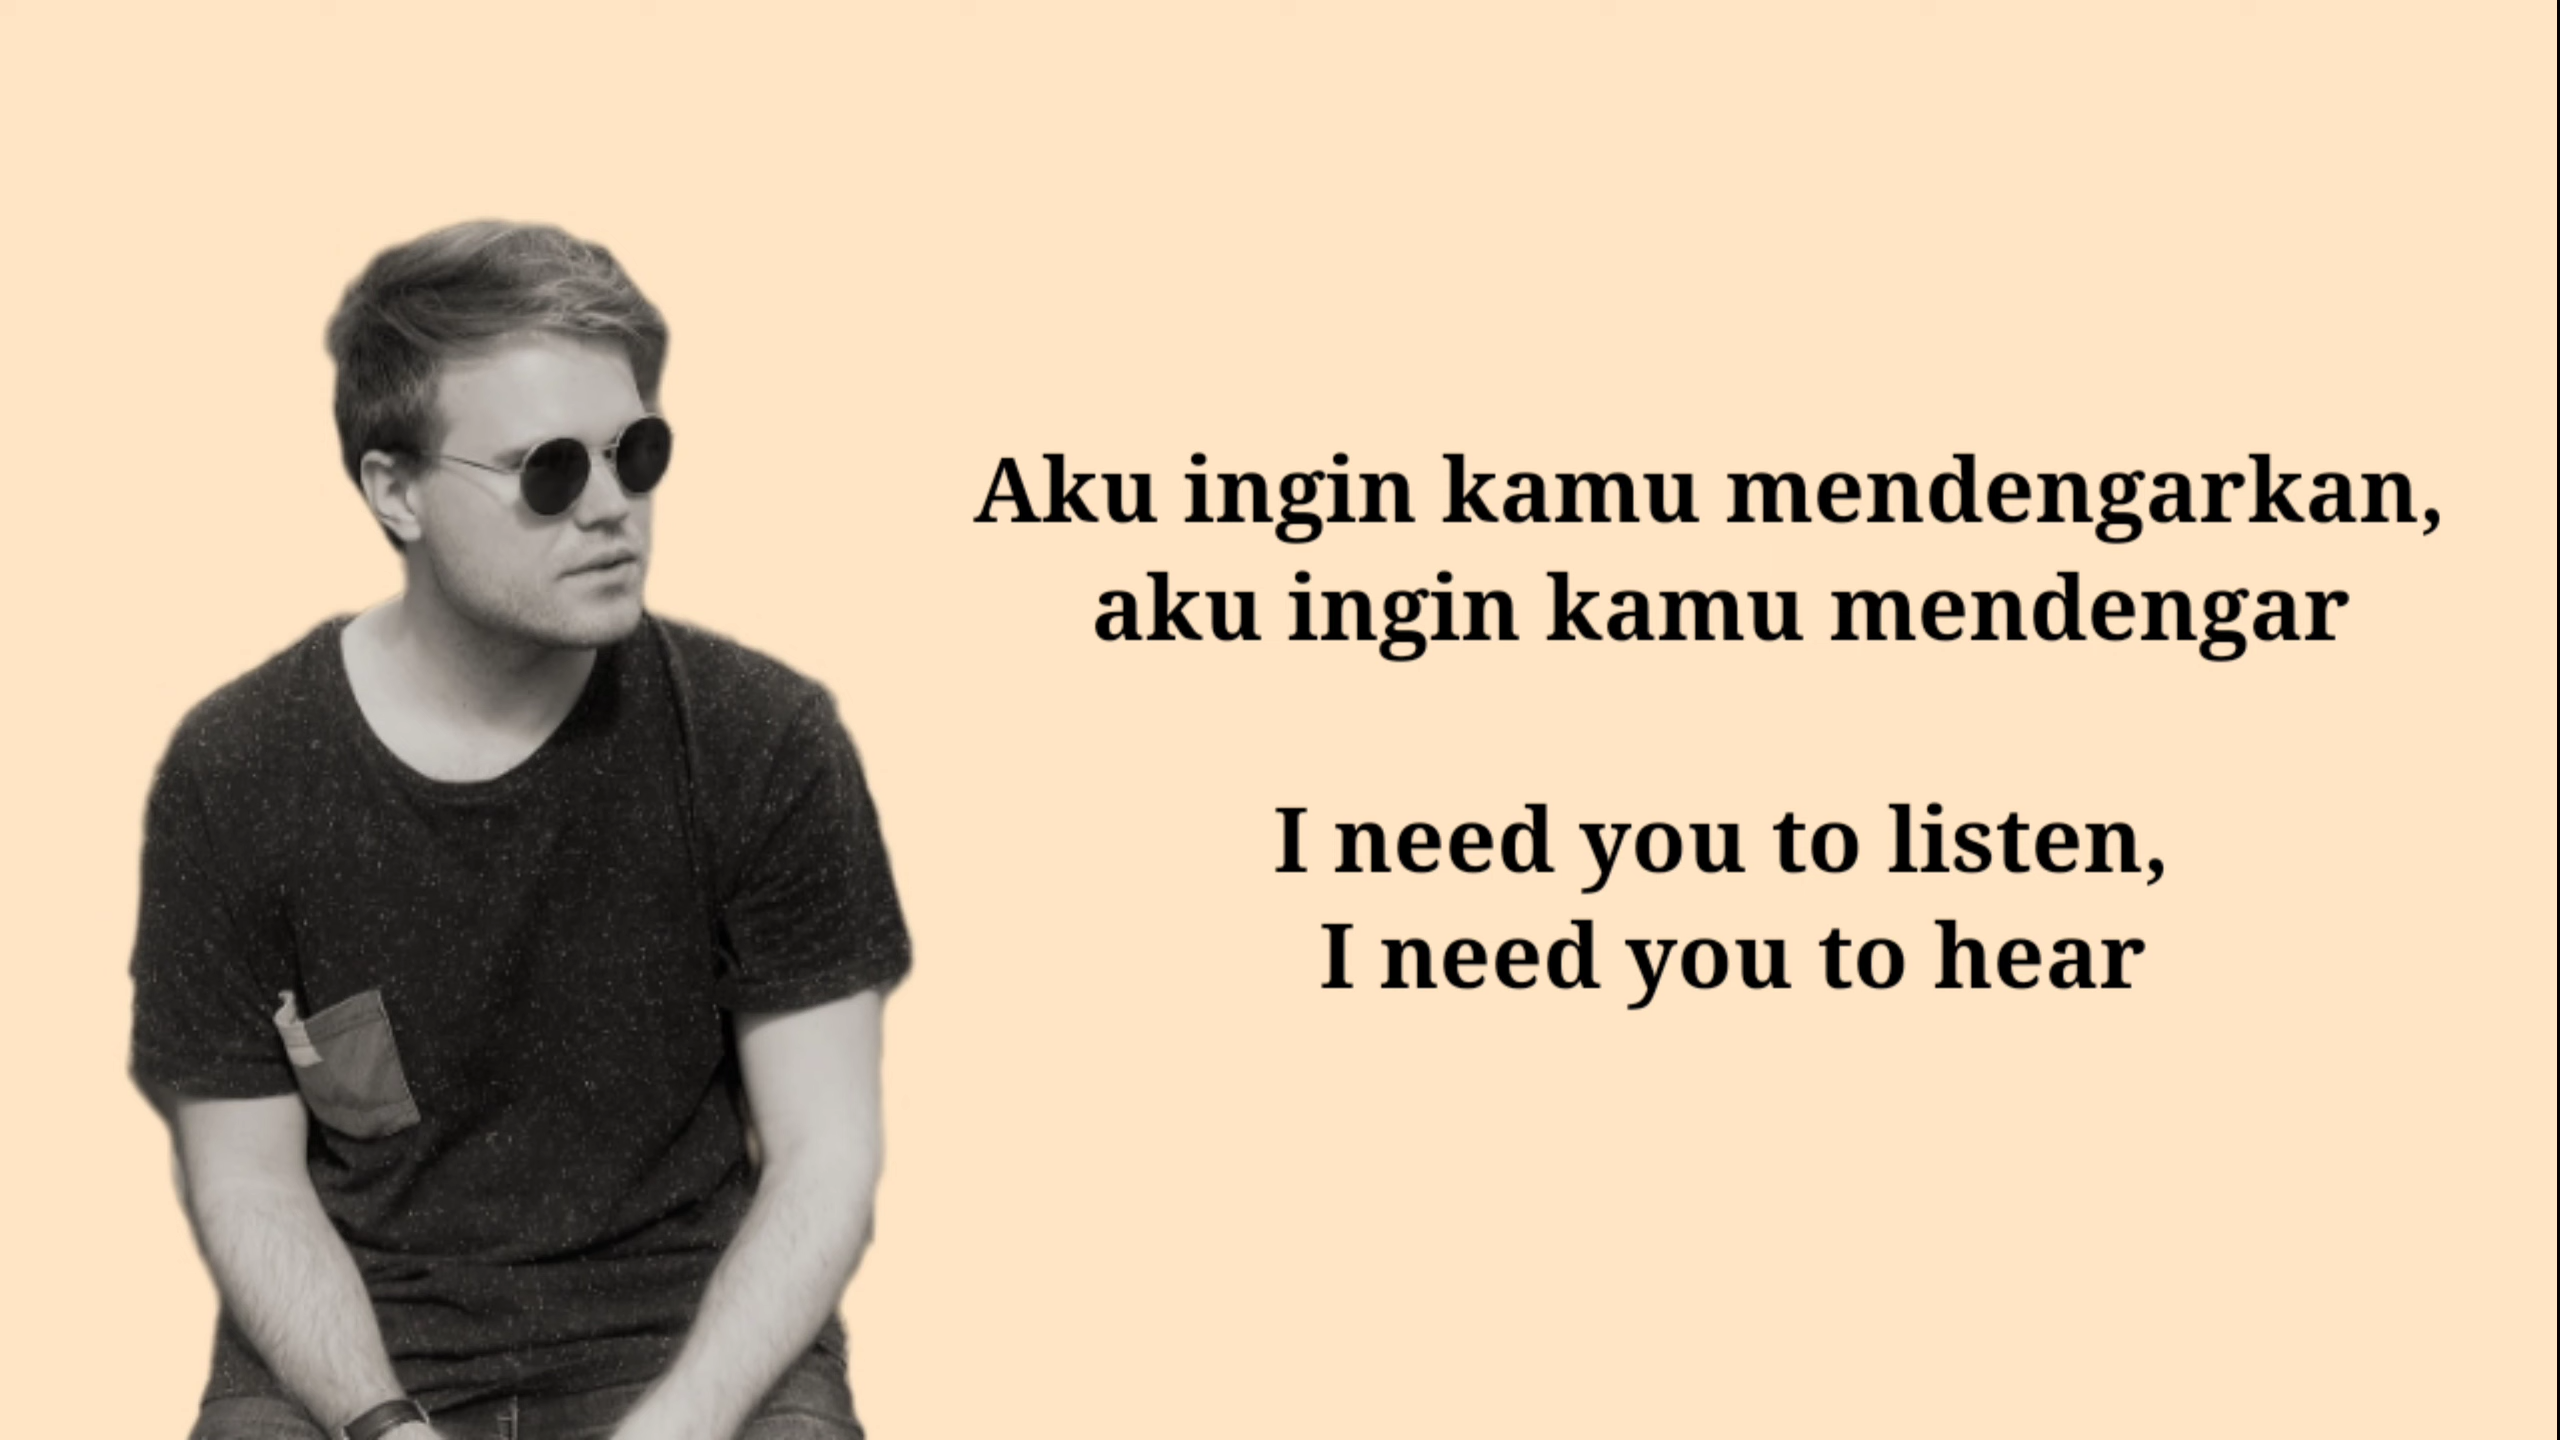 Aku ingin kamu mendengarkan,
aku ingin kamu mendengar
I need you to listen,
I need you to hear